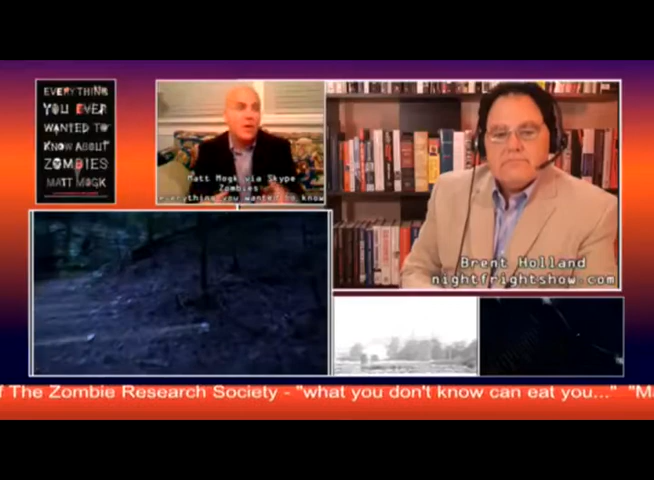 EVERYTHING
YOU EVER
WANTED TO
KNOW ABOUT
ZOMBIES
MATT MOGK
Matt Mogk via Skype
Zombies
everything you wanted to know
Brent Holland
nightfrightshow.com
f The Zombie Research Society - "what you don't know can eat you..." "Ma